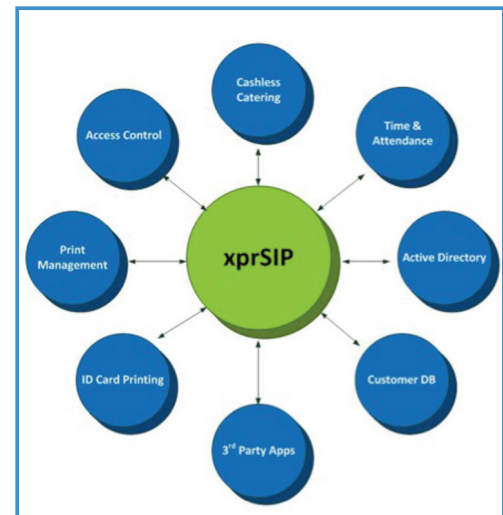 Cashless
Catering
Time &
Attendance
Access Control
Print
Management
xprSIP
Active Directory
ID Card Printing
Customer DB
3rd Party Apps